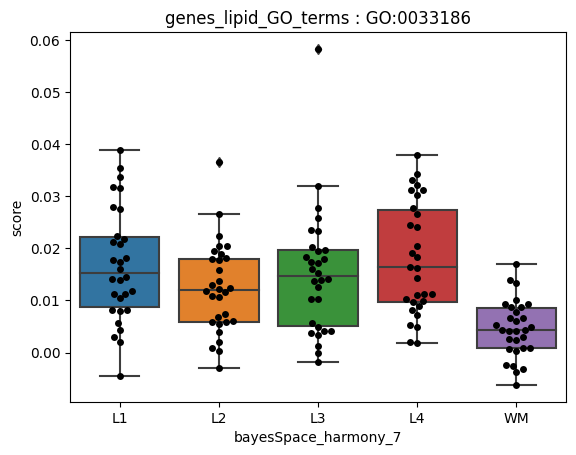 genes_lipid_GO_terms : GO:0033186
0.06
0.05
0.04
0.03
0.02
0.01
0.00
score
L1 L2 L3 L4 WM
bayesSpace_harmony_7